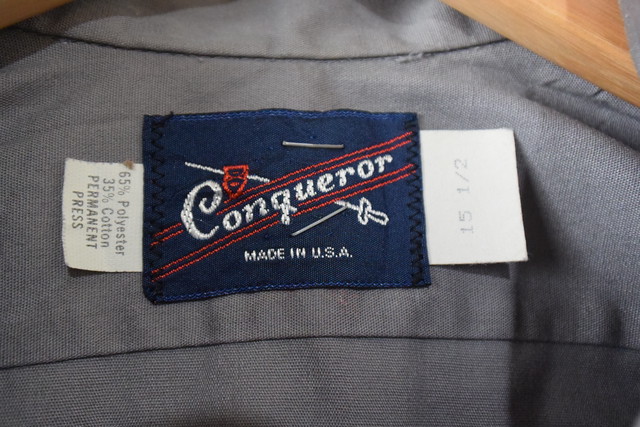 65% Polyester
35% Cotton
PERMANENT
PRESS
Conqueror
MADE IN U.S.A.
15 1/2